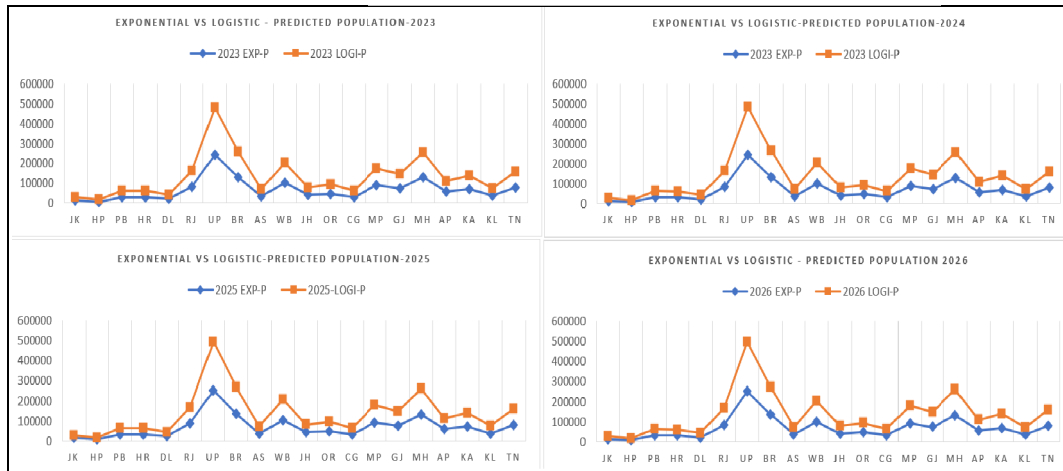 EXPONENTIAL VS LOGISTIC - PREDICTED POPULATION-2023
2023 EXP-P 2023 LOGI-P
600000
500000
400000
300000
200000
100000
0
JK HP PB HR DL RJ UP BR AS WB JH OR CG MP GJ MH AP KA KL TN
EXPONENTIAL VS LOGISTIC-PREDICTED POPULATION-2024
2023 EXP-P 2023 LOGI-P
600000
500000
400000
300000
200000
100000
0
JK HP PB HR DL RJ UP BR AS WB JH OR CG MP GJ MH AP KA KL TN
EXPONENTIAL VS LOGISTIC-PREDICTED POPULATION-2025
2025 EXP-P 2025-LOGI-P
600000
500000
400000
300000
200000
100000
0
JK HP PB HR DL RJ UP BR AS WB JH OR CG MP GJ MH AP KA KL TN
EXPONENTIAL VS LOGISTIC - PREDICTED POPULATION 2026
2026 EXP-P 2026 LOGI-P
600000
500000
400000
300000
200000
100000
0
JK HP PB HR DL RJ UP BR AS WB JH OR CG MP GJ MH AP KA KL TN